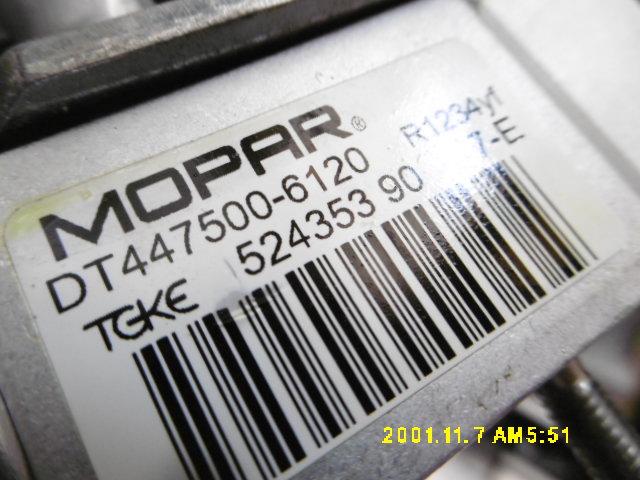 MOPAR® R1234yf
DT447500-6120 7-E
TGKE 524353 90
2001.11.7 AM5:51